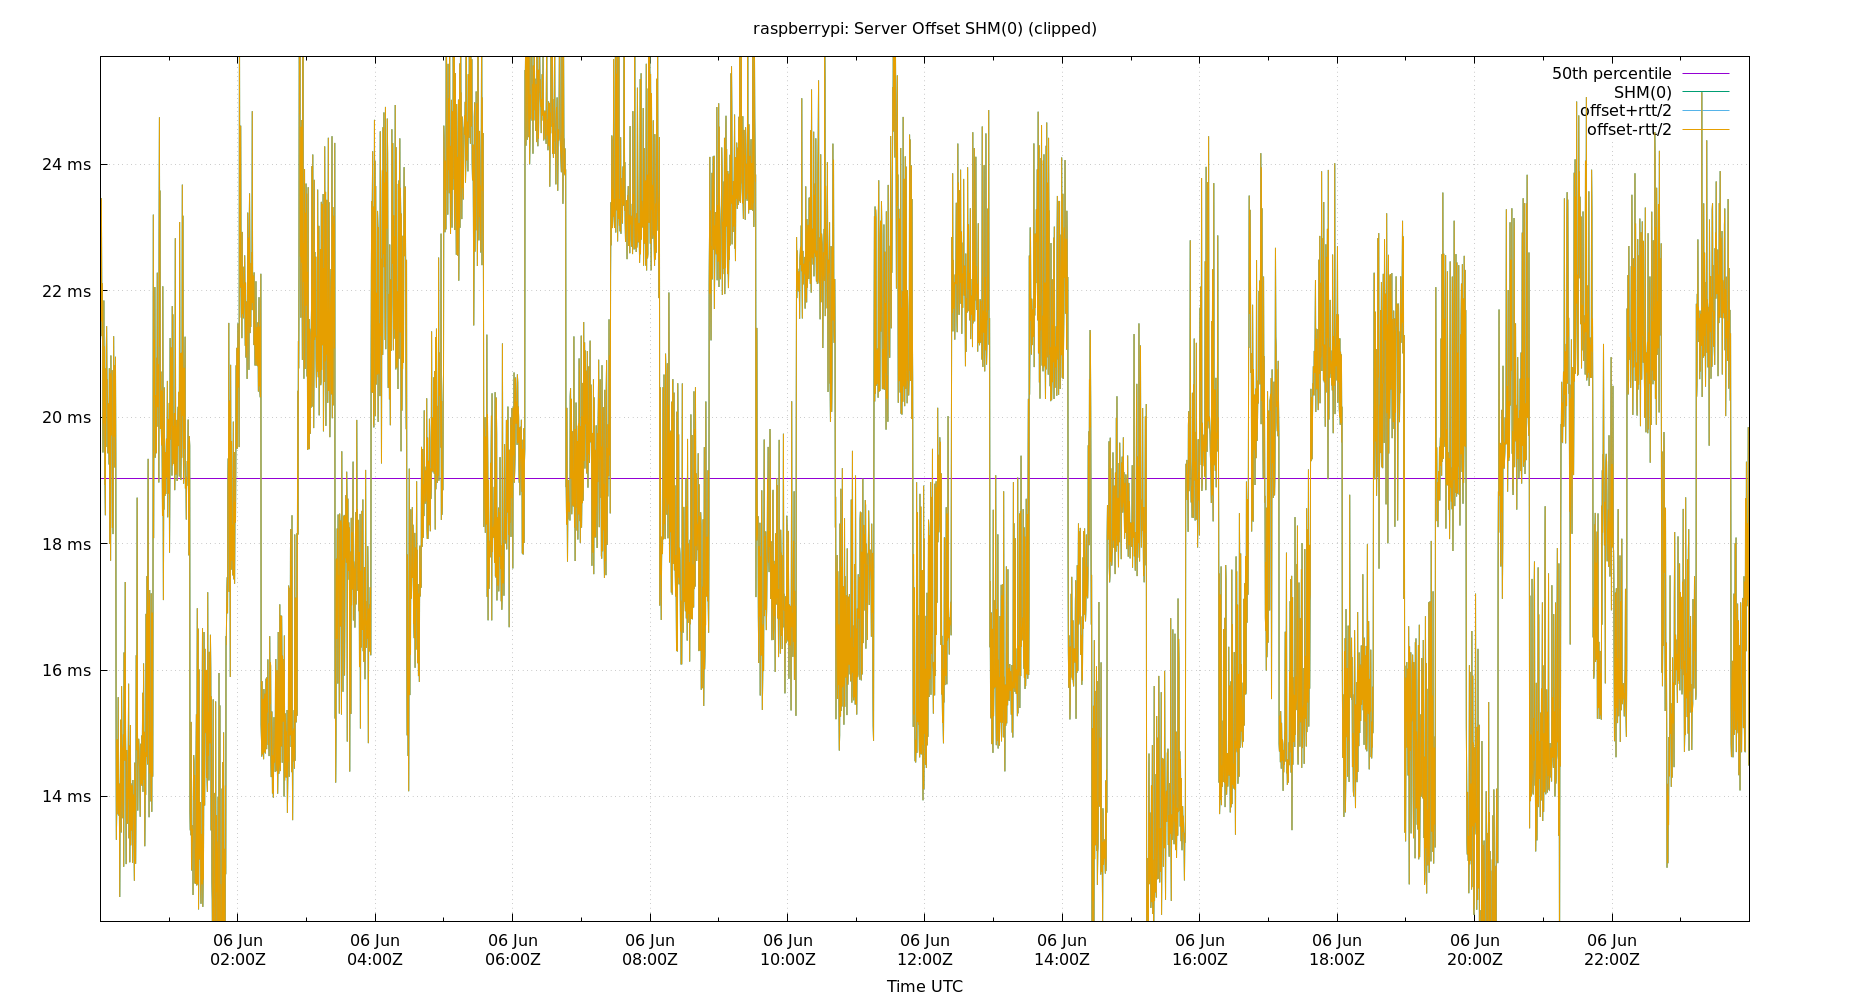 raspberrypi: Server Offset SHM(0) (clipped)
50th percentile
SHM(0)
offset+rtt/2
offset-rtt/2
24 ms
22 ms
20 ms
18 ms
16 ms
14 ms
06 Jun 06 Jun 06 Jun 06 Jun 06 Jun 06 Jun 06 Jun 06 Jun 06 Jun 06 Jun 06 Jun
02:00Z 04:00Z 06:00Z 08:00Z 10:00Z 12:00Z 14:00Z 16:00Z 18:00Z 20:00Z 22:00Z
Time UTC